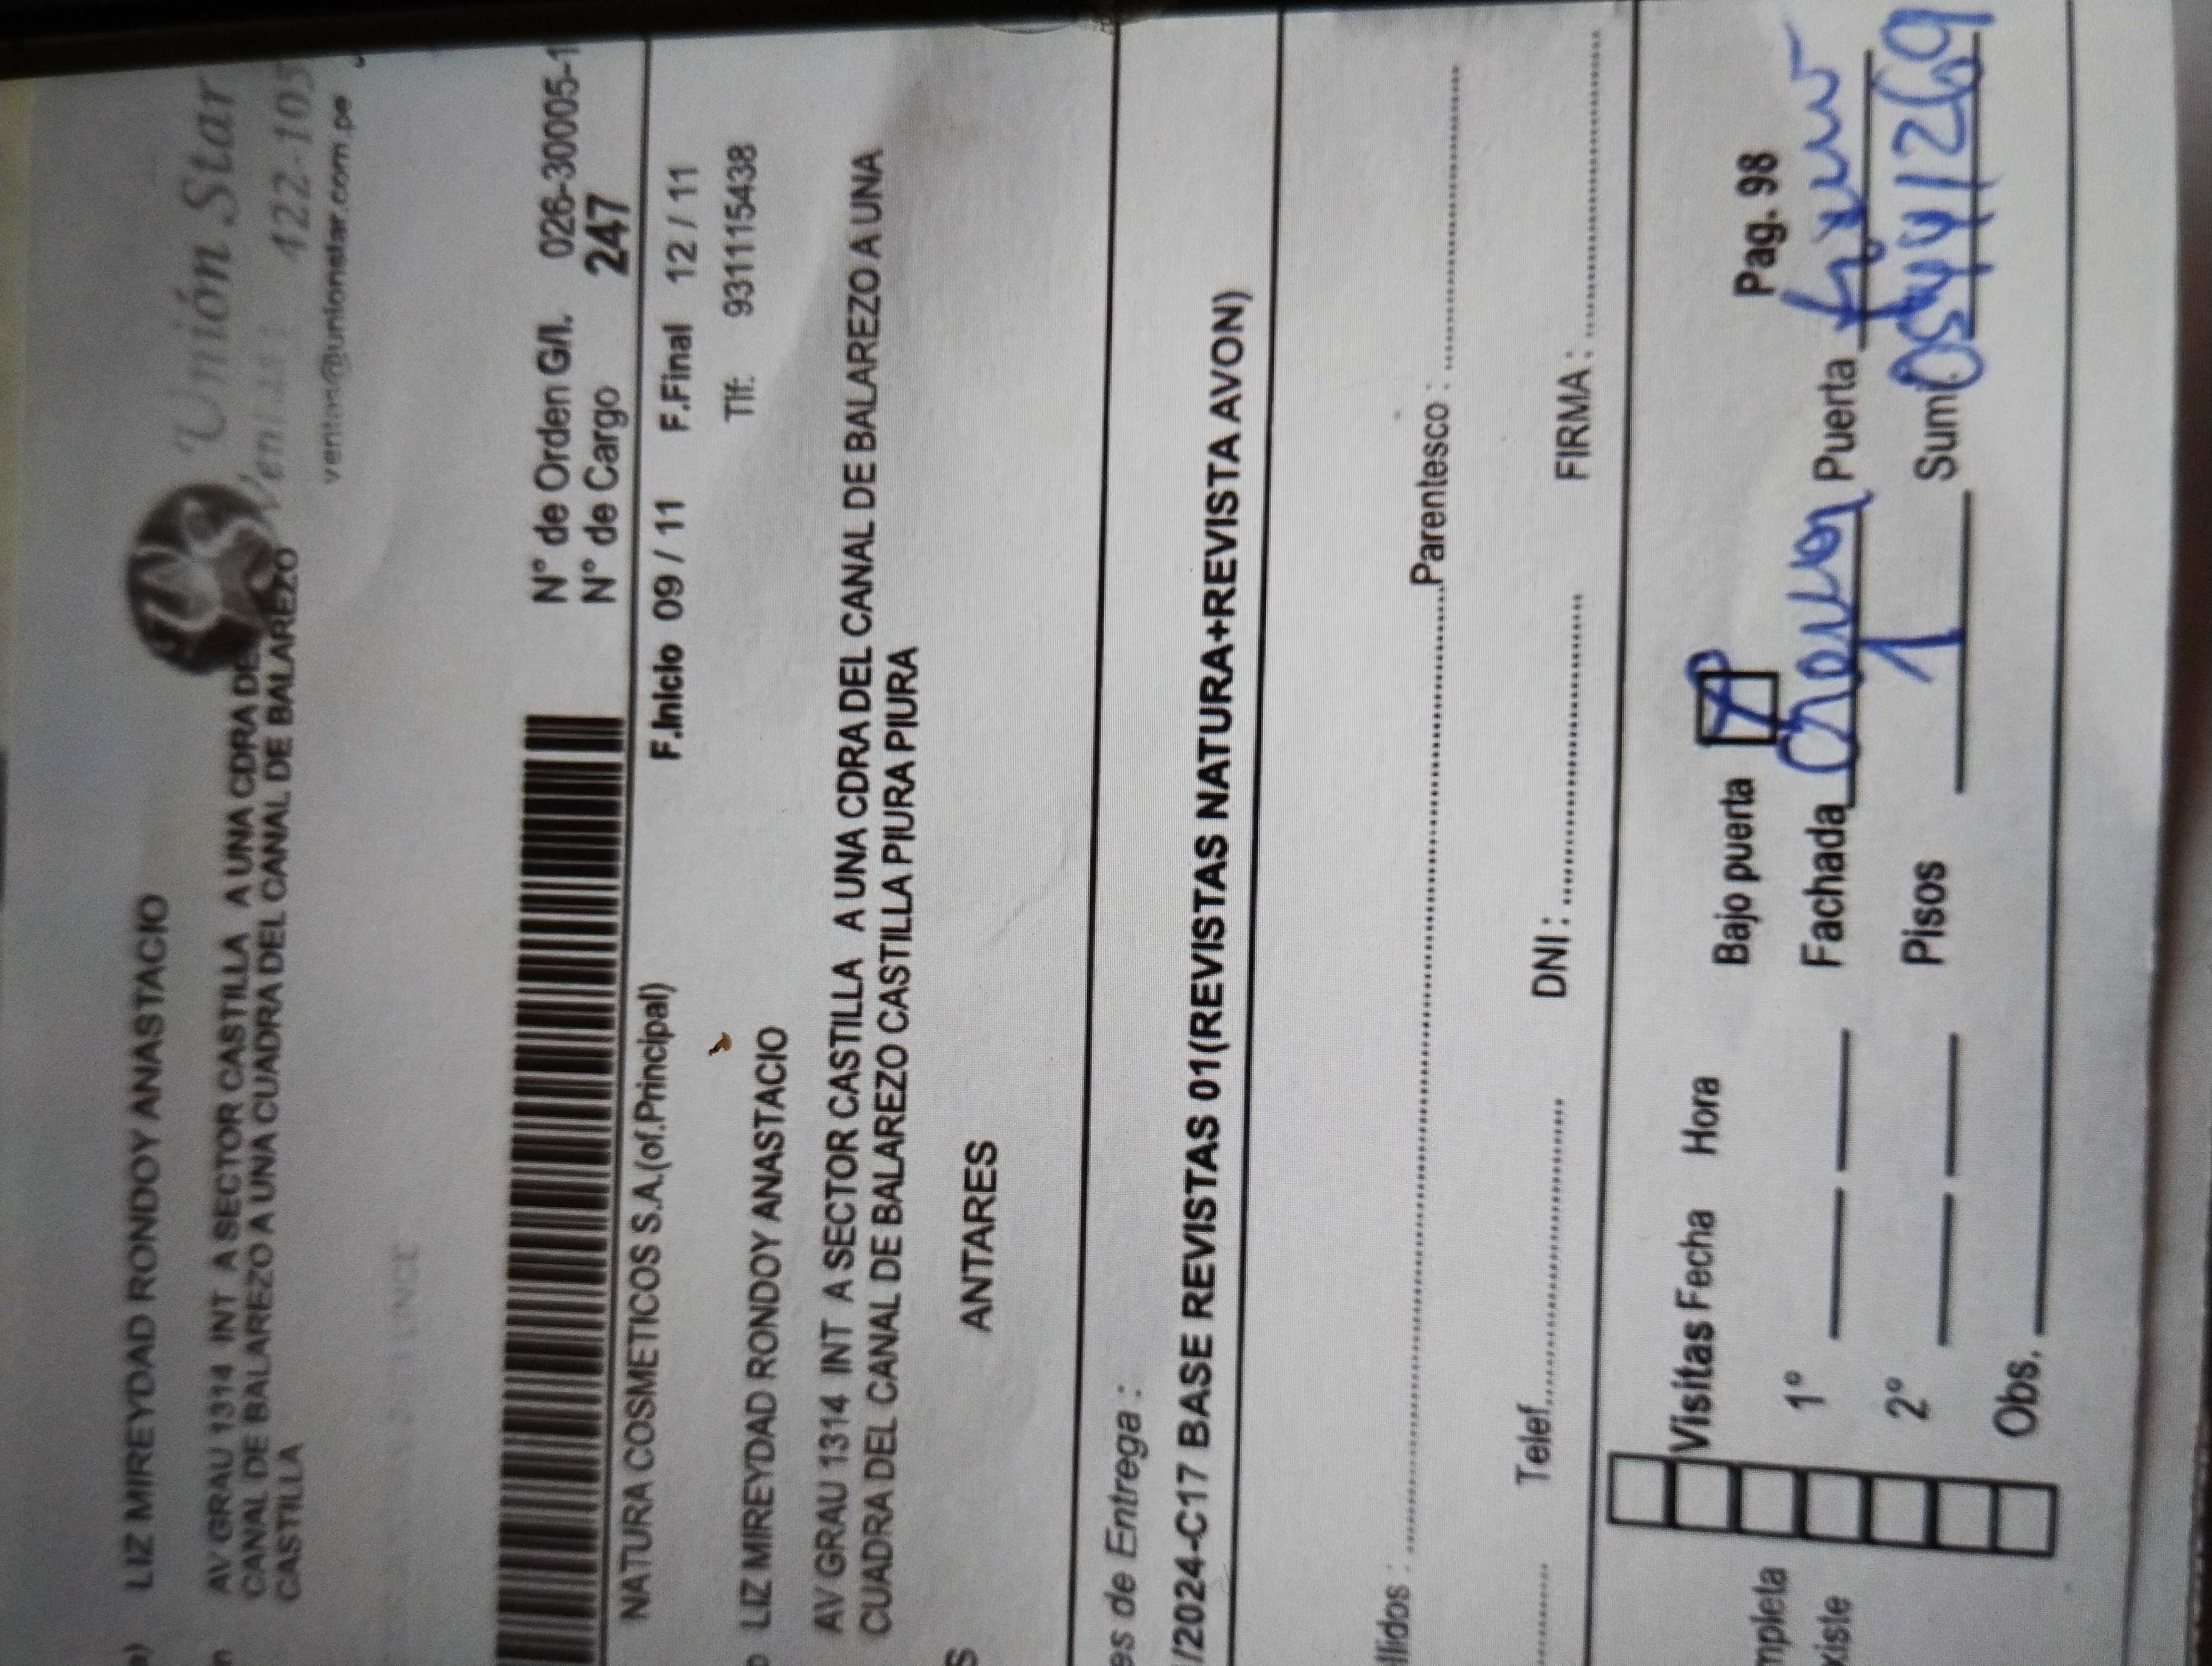 LIZ MIREYDAD RONDOY ANASTACIO
Unión Star
AV GRAU 1314 INT A SECTOR CASTILLA A UNA CDRA DE
CANAL DE BALAREZO A UNA CUADRA DEL CANAL DE BALAREZO
CASTILLA
122-105
ventas@unionstar.com.pe
N° de Orden G/I. 026-30005-1
N° de Cargo 247
NATURA COSMETICOS S.A.(of.Principal) F.Inicio 09 / 11 F.Final 12 / 11
LIZ MIREYDAD RONDOY ANASTACIO Tlf: 931115438
AV GRAU 1314 INT A SECTOR CASTILLA A UNA CDRA DEL CANAL DE BALAREZO A UNA
CUADRA DEL CANAL DE BALAREZO CASTILLA PIURA PIURA
ANTARES
es de Entrega :
/2024-C17 BASE REVISTAS 01(REVISTAS NATURA+REVISTA AVON)
llidos : Parentesco :
Telef. DNI : FIRMA :
Visitas Fecha Hora Bajo puerta Pag. 98
mpleta 1° Fachada Puerta
xiste 2° Pisos 1 Sumi
Obs.